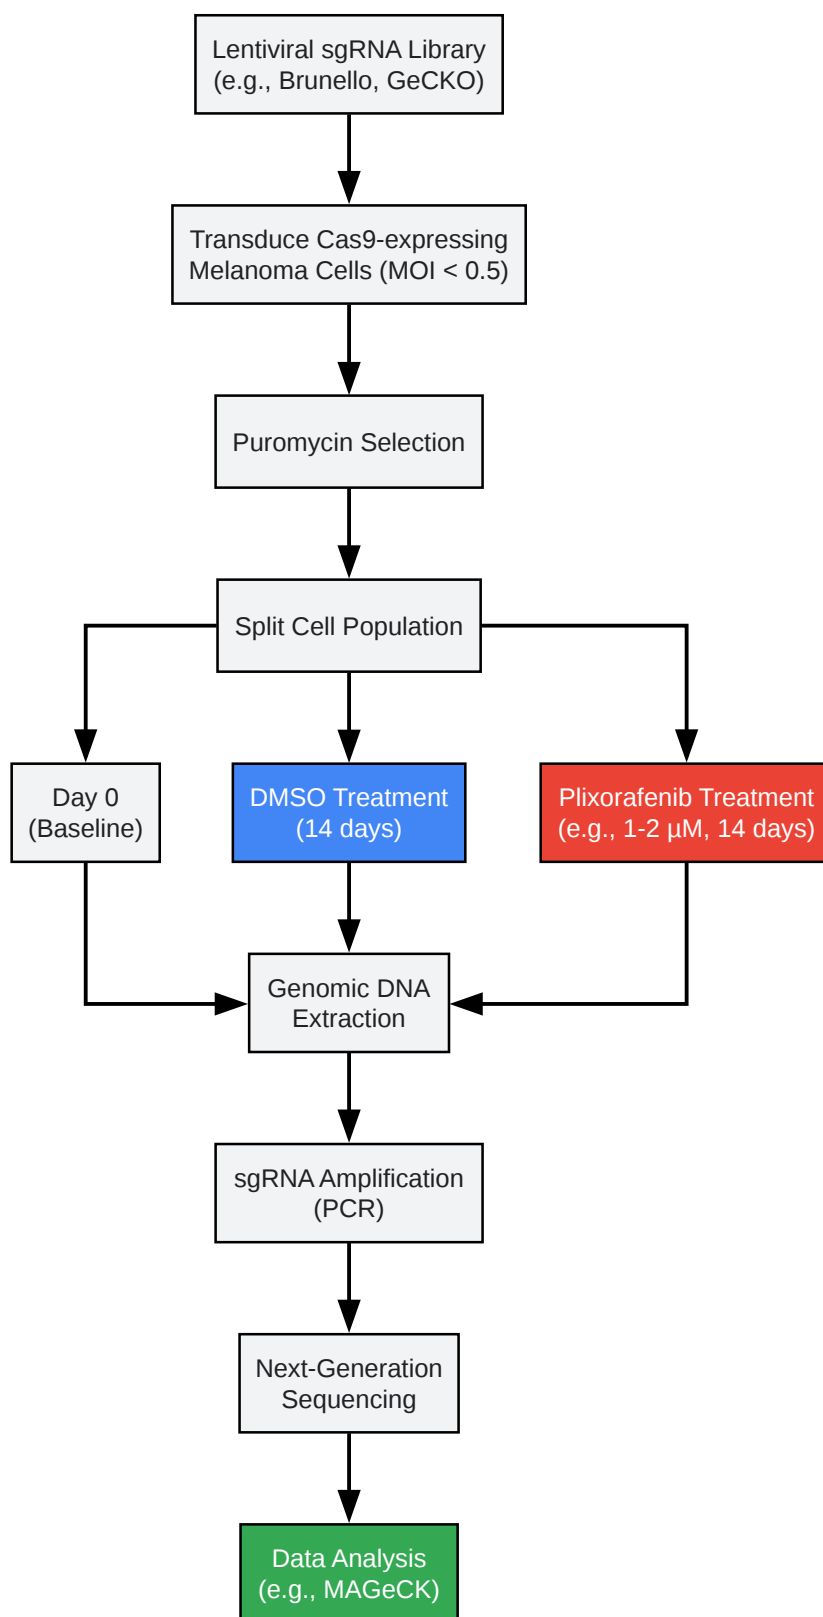 Lentiviral sgRNA Library
(e.g., Brunello, GeCKO)
Transduce Cas9-expressing
Melanoma Cells (MOI < 0.5)
Puromycin Selection
Split Cell Population
Day 0
(Baseline)
DMSO Treatment
(14 days)
Plixorafenib Treatment
(e.g., 1-2 µM, 14 days)
Genomic DNA
Extraction
sgRNA Amplification
(PCR)
Next-Generation
Sequencing
Data Analysis
(e.g., MAGeCK)